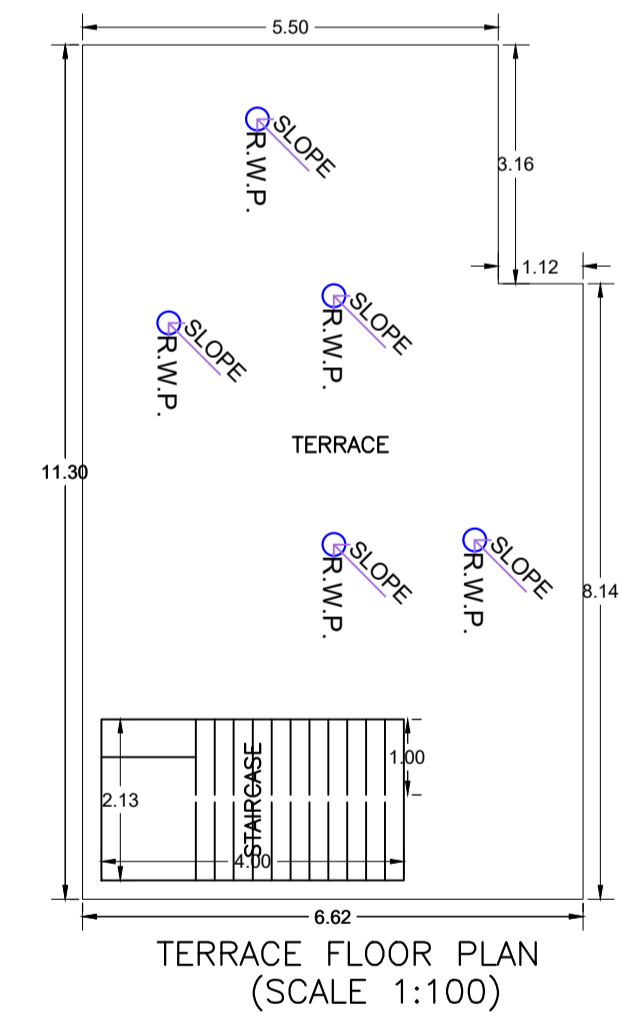 5.50
SLOPE
R.W.P.
3.16
1.12
SLOPE
R.W.P.
SLOPE
R.W.P.
TERRACE
11.30
SLOPE
R.W.P.
SLOPE
R.W.P.
8.14
1.00
2.13
STAIRCASE
4.00
6.62
TERRACE FLOOR PLAN
(SCALE 1:100)